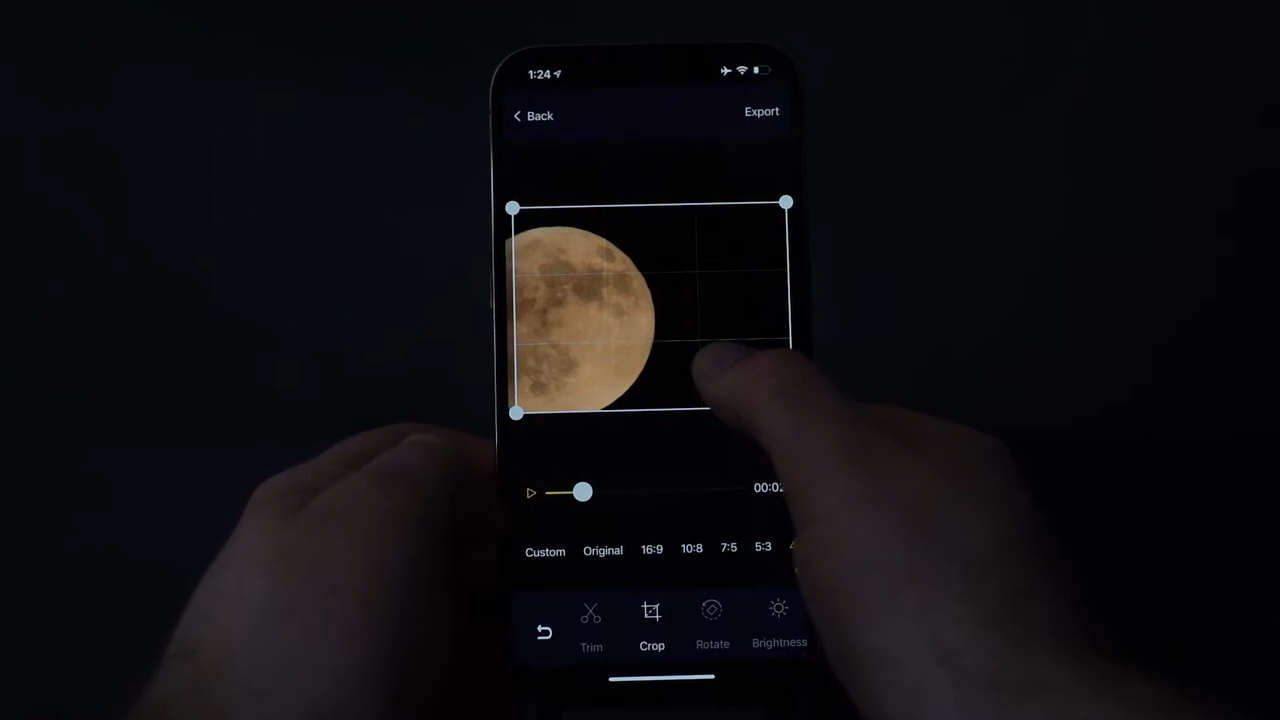 1:24
Back Export
00:02
Custom Original 16:9 10:8 7:5 5:3
Trim Crop Rotate Brightness